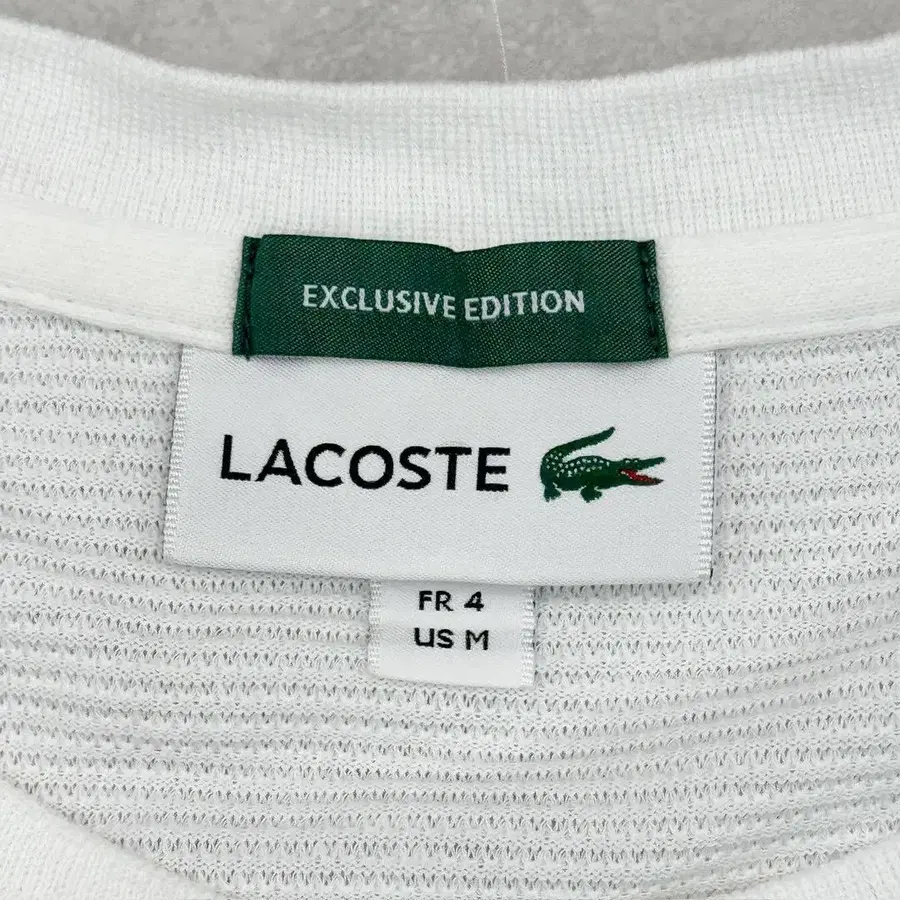 EXCLUSIVE EDITION
LACOSTE
FR 4
US M